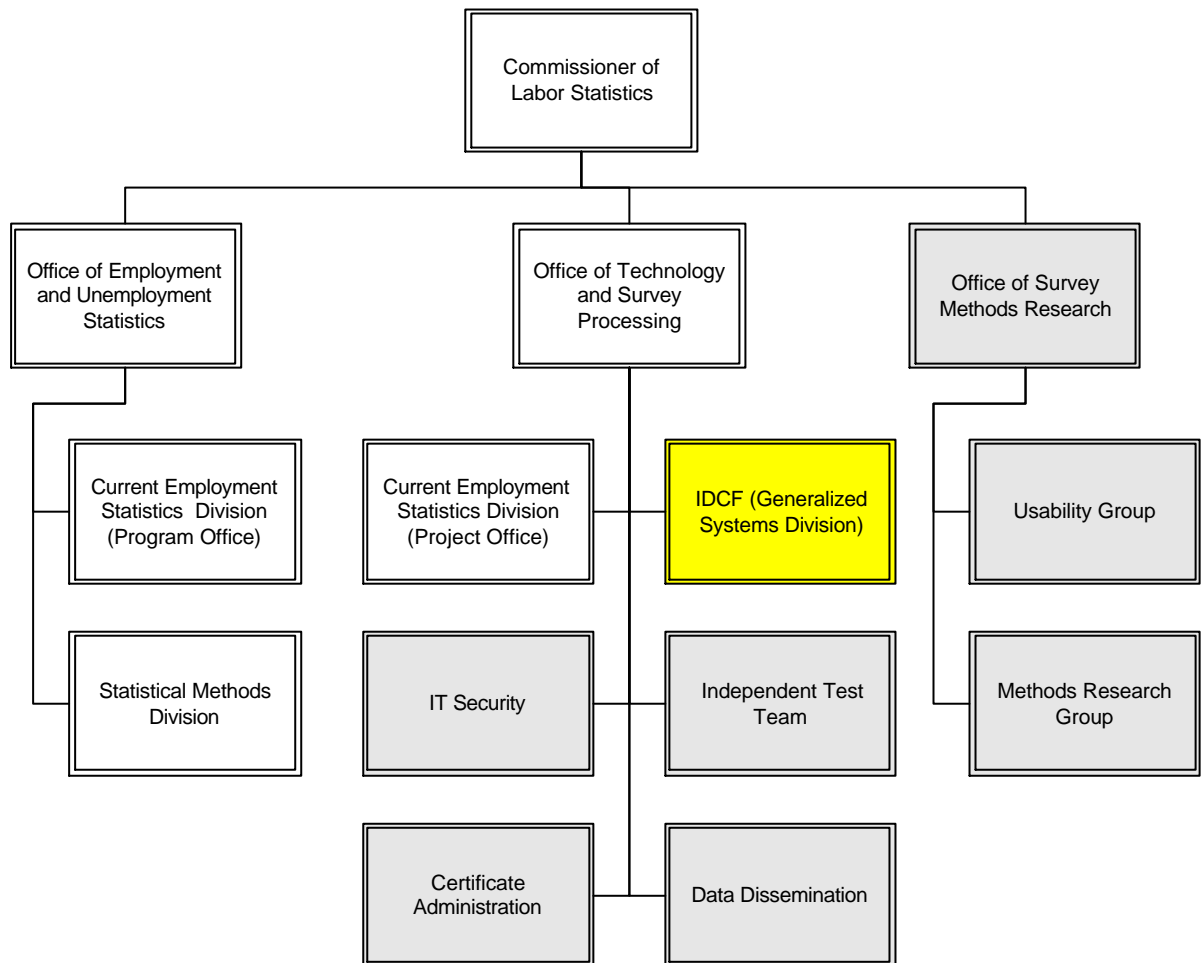 Commissioner of
Labor Statistics
Office of Employment
and Unemployment
Statistics
Office of Technology
and Survey
Processing
Office of Survey
Methods Research
Current Employment
Statistics Division
(Program Office)
Current Employment
Statistics Division
(Project Office)
IDCF (Generalized
Systems Division)
Usability Group
Statistical Methods
Division
IT Security
Independent Test
Team
Methods Research
Group
Certificate
Administration
Data Dissemination